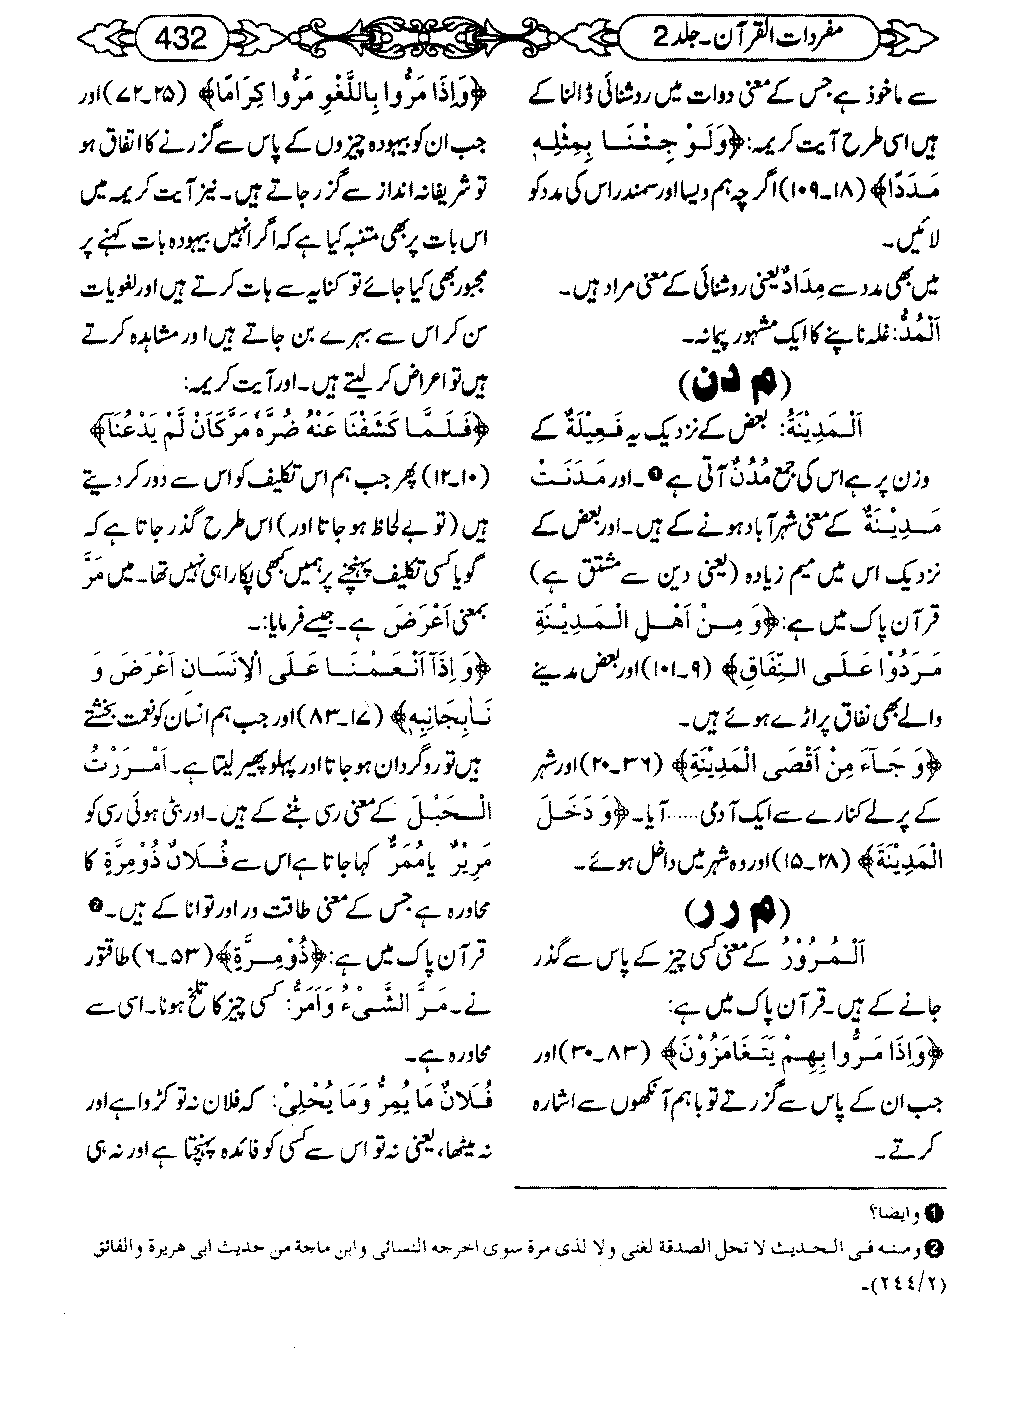 مفردات القرآن۔ جلد 2
432
سے ماخوذ ہے جس کے معنی دوات میں روشنائی ڈالنا کے
ہیں اسی طرح آیت کریمہ: ﴿وَلَوْ جِئْنَا بِمِثْلِهٖ
مَدَدًا﴾ (۱۸۔۱۰۹) اگرچہ ہم ویسا اور سمندر اس کی مدد کو
لائیں۔
میں بھی مدد سے مِدَادٌ یعنی روشنائی کے معنی مراد ہیں۔
اَلْمُدُّ: غلہ ناپنے کا ایک مشہور پیمانہ۔
(م د ن)
اَلْمَدِیْنَةُ: بعض کے نزدیک یہ فَعِیْلَةٌ کے
وزن پر ہے اس کی جمع مُدُنٌ آتی ہے❶۔ اور مَدَنَتْ
مَدِیْنَةٌ کے معنی شہر آباد ہونے کے ہیں۔ اور بعض کے
نزدیک اس میں میم زیادہ (یعنی دین سے مشتق ہے)
قرآن پاک میں ہے: ﴿وَمِنْ اَهْلِ الْمَدِیْنَةِ
مَرَدُوْا عَلَی النِّفَاقِ﴾ (۹۔۱۰۱) اور بعض مدینے
والے بھی نفاق پر اڑے ہوئے ہیں۔
﴿وَجَآءَ مِنْ اَقْصَی الْمَدِیْنَةِ﴾ (۳۶۔۲۰) اور شہر
کے پرلے کنارے سے ایک آدمی..... آیا۔ ﴿وَدَخَلَ
الْمَدِیْنَةَ﴾ (۲۸۔۱۵) اور وہ شہر میں داخل ہوئے۔
(م ر ر)
اَلْمُرُوْرُ کے معنی کسی چیز کے پاس سے گذر
جانے کے ہیں۔ قرآن پاک میں ہے:
﴿وَاِذَا مَرُّوا بِهِمْ یَتَغَامَزُوْنَ﴾ (۸۳۔۳۰) اور
جب ان کے پاس سے گزرتے تو باہم آنکھوں سے اشارہ
کرتے۔
﴿وَاِذَا مَرُّوا بِاللَّغْوِ مَرُّوا كِرَامًا﴾ (۲۵۔۷۲) اور
جب ان کو بیہودہ چیزوں کے پاس سے گزرنے کا اتفاق ہو
تو شریفانہ انداز سے گزر جاتے ہیں۔ نیز آیت کریمہ میں
اس بات پر بھی متنبہ کیا ہے کہ اگر انہیں بیہودہ بات کہنے پر
مجبور بھی کیا جائے تو کنایہ سے بات کرتے ہیں اور لغویات
سن کر اس سے بہرے بن جاتے ہیں اور مشاہدہ کرتے
ہیں تو اعراض کر لیتے ہیں۔ اور آیت کریمہ:
﴿فَلَمَّا كَشَفْنَا عَنْهُ ضُرَّهٗ مَرَّ كَاَنْ لَّمْ یَدْعُنَا﴾
(۱۰۔۱۲) پھر جب ہم اس تکلیف کو اس سے دور کر دیتے
ہیں (تو بے لحاظ ہو جاتا اور) اس طرح گذر جاتا ہے کہ
گویا کسی تکلیف پہنچنے پر ہمیں کبھی پکارا ہی نہیں تھا۔ میں مَرَّ
بمعنی اَعْرَضَ ہے۔ جیسے فرمایا:۔
﴿وَاِذَآ اَنْعَمْنَا عَلَی الْاِنْسَانِ اَعْرَضَ وَ
نَاٰ بِجَانِبِهٖ﴾ (۱۷۔۸۳) اور جب ہم انسان کو نعمت بخشتے
ہیں تو روگردان ہو جاتا اور پہلو پھیر لیتا ہے۔ اَمْرَرْتُ
الْحَبْلَ کے معنی رسی بٹنے کے ہیں۔ اور بٹی ہوئی رسی کو
مَرِیْرٌ یا مُمَرٌّ کہا جاتا ہے اس سے فُلَانٌ ذُوْمِرَّةٍ کا
محاورہ ہے جس کے معنی طاقت ور اور توانا کے ہیں۔❷
قرآن پاک میں ہے: ﴿ذُوْمِرَّةٍ﴾ (۵۳۔۶) طاقتور
نے۔ مَرَّ الشَّیْءُ وَاَمَرَّ: کسی چیز کا تلخ ہونا۔ اسی سے
محاورہ ہے۔
فُلَانٌ مَا یُمِرُّ وَمَا یُحْلِیْ: کہ فلان نہ تو کڑوا ہے اور
نہ میٹھا، یعنی نہ تو اس سے کسی کو فائدہ پہنچتا ہے اور نہ ہی
❶ وایضا؟
❷ ومنه فی الحدیث لا تحل الصدقة لغنی ولا لذی مرة سوی اخرجه النسائی وابن ماجة من حدیث ابی هریرة والفائق
(٢/٢٤٤)۔